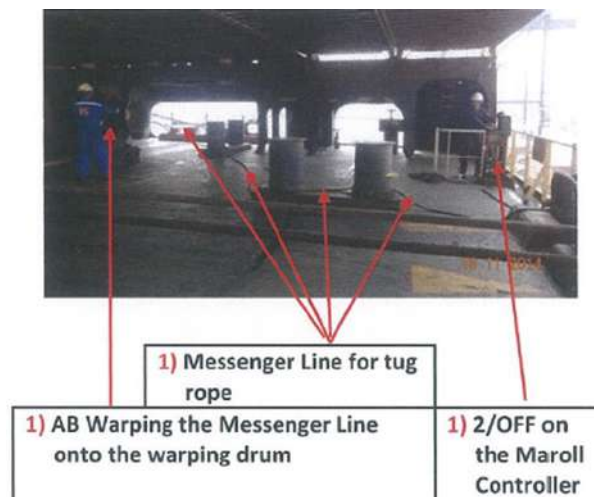 1) Messenger Line for tug
rope
1) AB Warping the Messenger Line
onto the warping drum
1) 2/OFF on
the Maroll
Controller